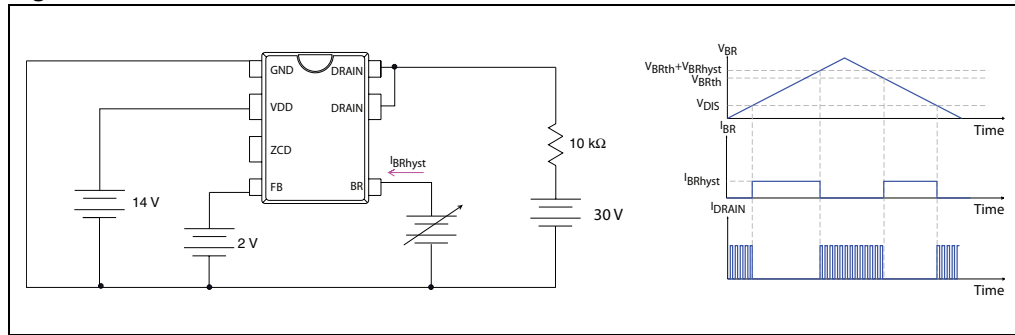 GND
DRAIN
VDD
DRAIN
ZCD
FB
BR
IBRhyst
14 V
2 V
10 kΩ
30 V
VBR
VBRth+VBRhyst
VBRth
VDIS
Time
IBR
IBRhyst
Time
IDRAIN
Time